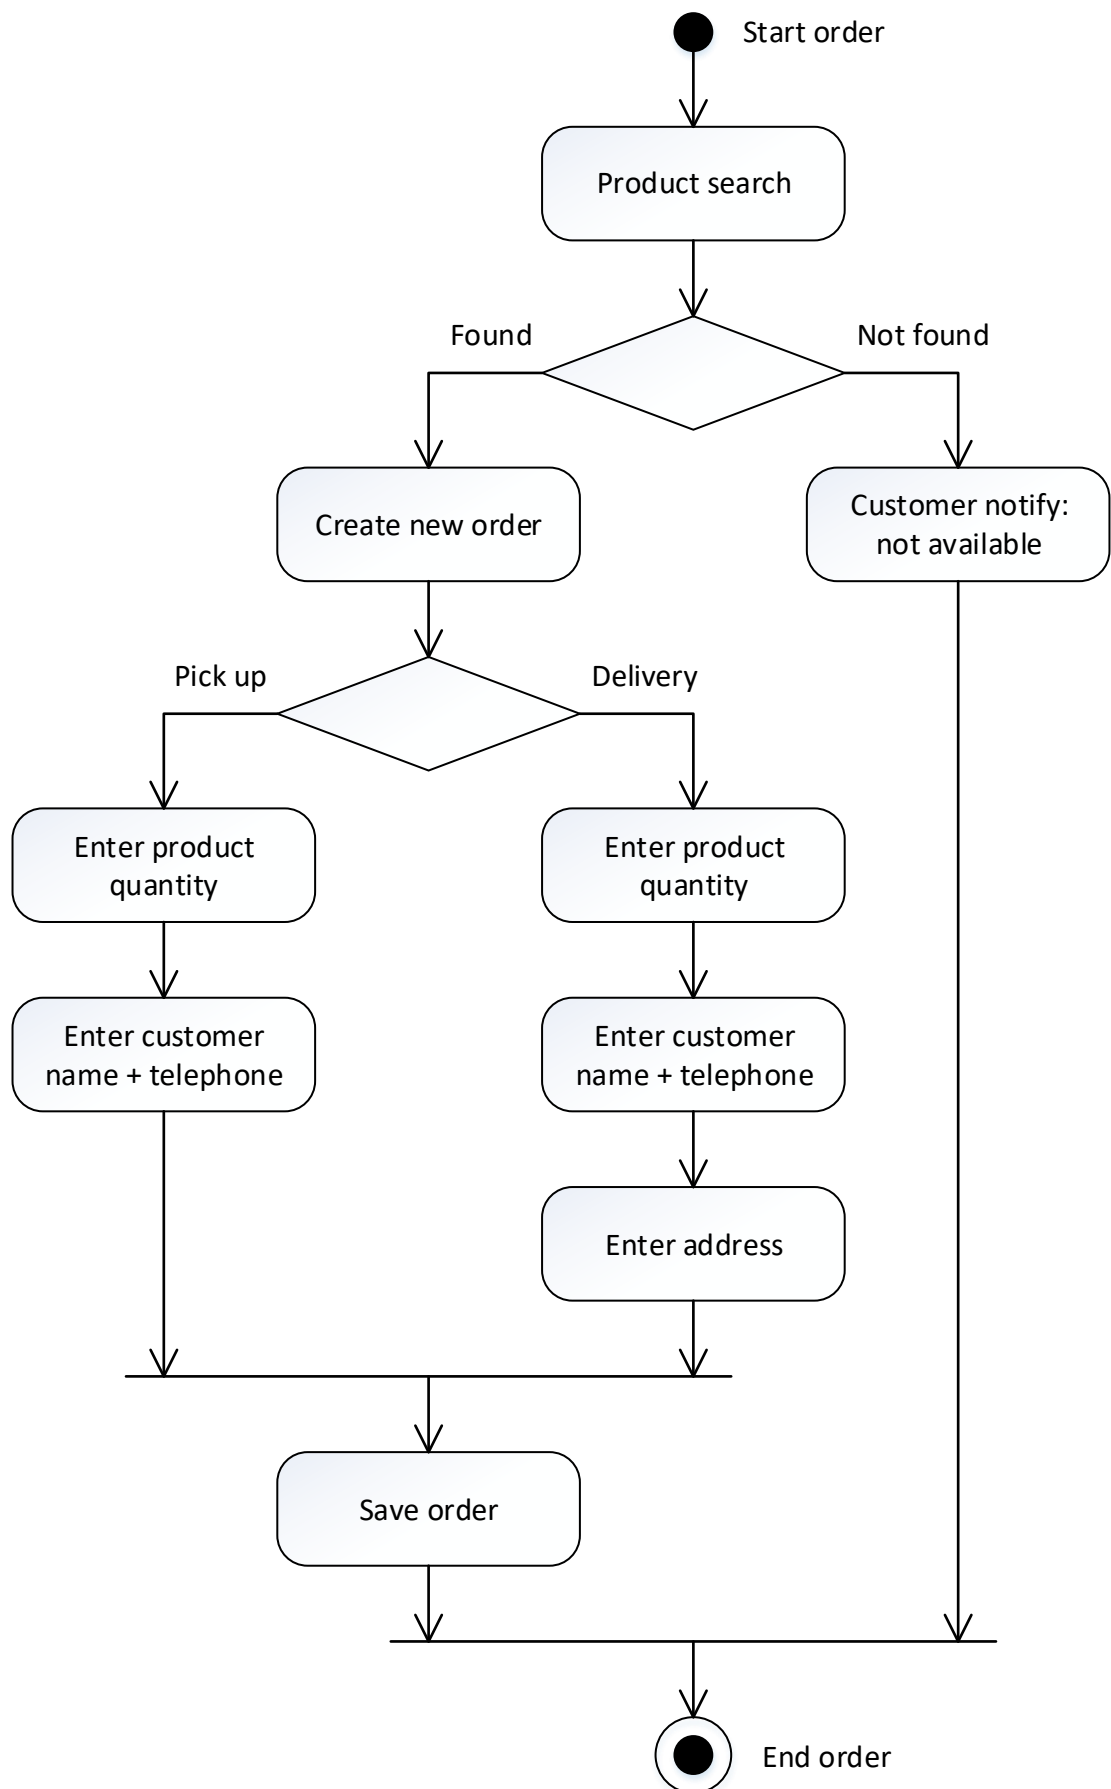 Start order
Product search
Found
Not found
Create new order
Customer notify:
not available
Pick up
Delivery
Enter product
quantity
Enter product
quantity
Enter customer
name + telephone
Enter customer
name + telephone
Enter address
Save order
End order